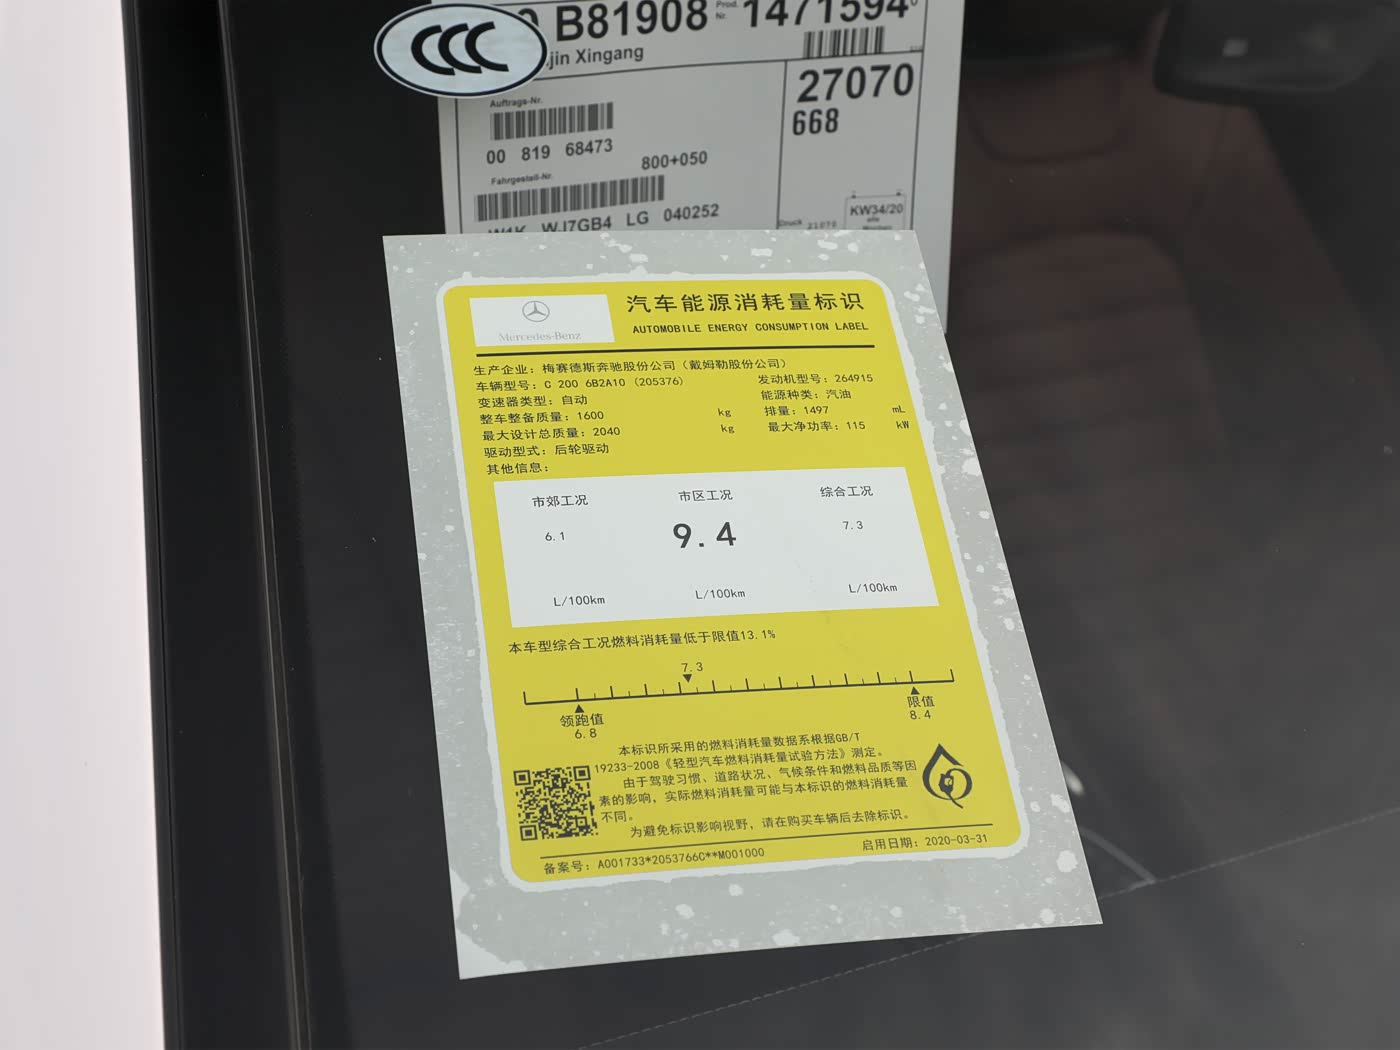 B81908 Prod. Nr. 1471594
CCC
jin Xingang
27070
668
Auftrags-Nr.
00 819 68473
800+050
Fahrgestell-Nr.
W1K WJ7GB4 LG 040252
Druck 21070
KW34/20
Mercedes-Benz
汽车能源消耗量标识
AUTOMOBILE ENERGY CONSUMPTION LABEL
生产企业：梅赛德斯奔驰股份公司（戴姆勒股份公司）
车辆型号：C 200 6B2A10 (205376) 发动机型号：264915
变速器类型：自动 能源种类：汽油
整车整备质量：1600 kg 排量：1497 mL
最大设计总质量：2040 kg 最大净功率：115 kW
驱动型式：后轮驱动
其他信息：
市郊工况 市区工况 综合工况
6.1 9.4 7.3
L/100km L/100km L/100km
本车型综合工况燃料消耗量低于限值13.1%
7.3
领跑值 限值
6.8 8.4
本标识所采用的燃料消耗量数据系根据GB/T
19233-2008《轻型汽车燃料消耗量试验方法》测定。
由于驾驶习惯、道路状况、气候条件和燃料品质等因
素的影响，实际燃料消耗量可能与本标识的燃料消耗量
不同。
为避免标识影响视野，请在购买车辆后去除标识。
备案号：A001733*2053766C**M001000 启用日期：2020-03-31